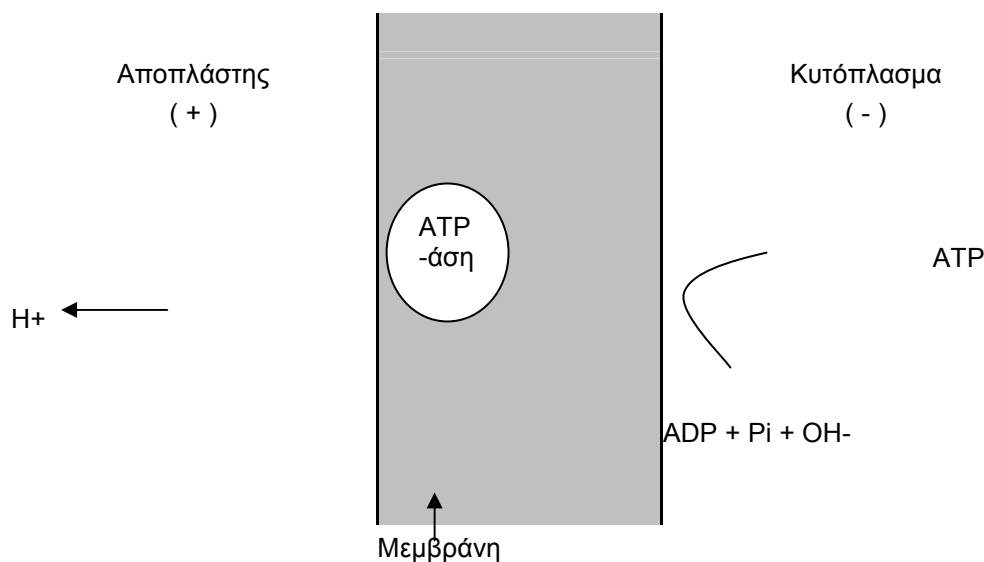 Αποπλάστης
( + )
Κυτόπλασμα
( - )
ATP
-άση
ATP
H+
ADP + Pi + OH-
Μεμβράνη